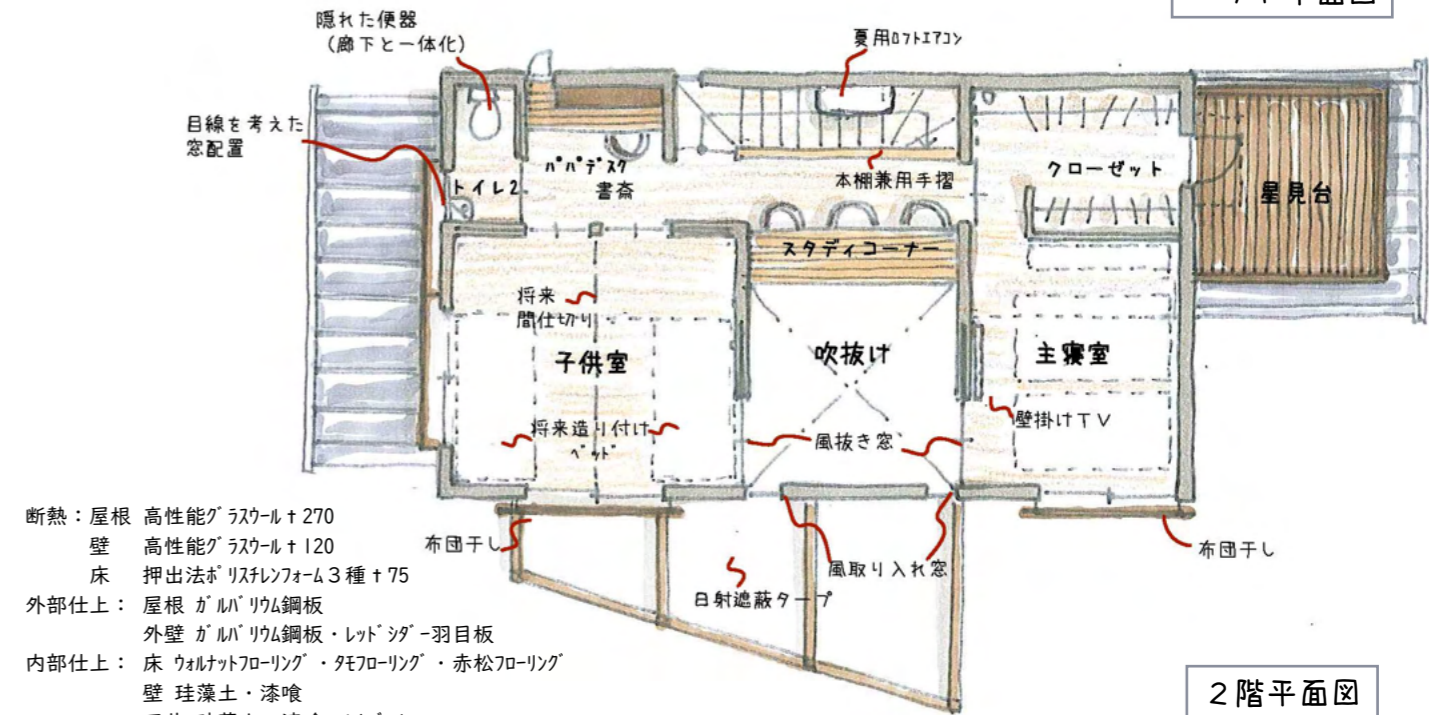 平面図
隠れた便器
（廊下と一体化）
夏用ロフトエアコン
目線を考えた
窓配置
トイレ2
パパデスク
書斎
本棚兼用手摺
クローゼット
星見台
スタディコーナー
将来
間仕切り
子供室
吹抜け
主寝室
将来造り付け
ベッド
風抜き窓
壁掛けTV
断熱：屋根 高性能グラスウールt270
壁 高性能グラスウールt120
床 押出法ポリスチレンフォーム3種t75
布団干し
日射遮蔽タープ
風取り入れ窓
布団干し
外部仕上： 屋根 ガルバリウム鋼板
外壁 ガルバリウム鋼板・レッドシダー羽目板
内部仕上： 床 ウォルナットフローリング・タモフローリング・赤松フローリング
壁 珪藻土・漆喰
2階平面図